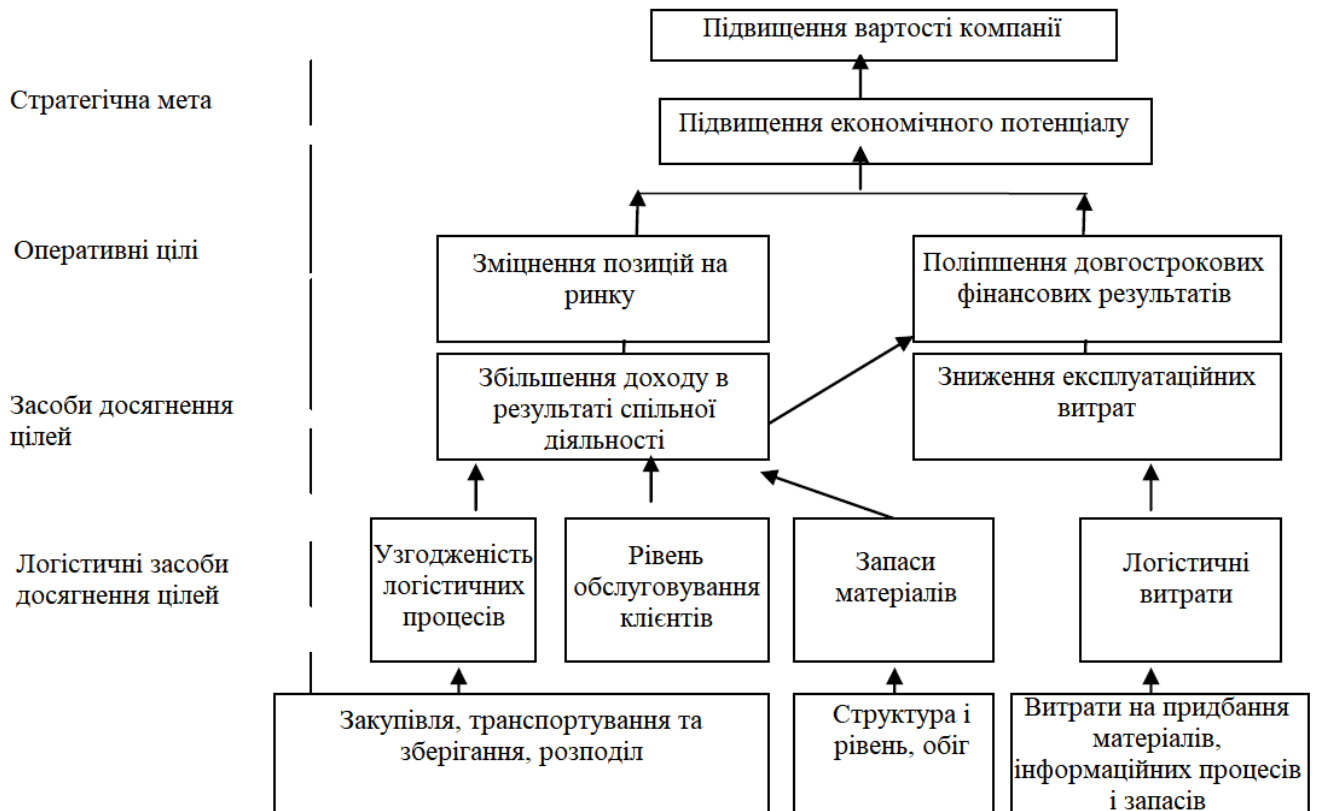 Підвищення вартості компанії
Стратегічна мета
Підвищення економічного потенціалу
Оперативні цілі
Зміцнення позицій на
ринку
Поліпшення довгострокових
фінансових результатів
Засоби досягнення
цілей
Збільшення доходу в
результаті спільної
діяльності
Зниження експлуатаційних
витрат
Логістичні засоби
досягнення цілей
Узгодженість
логістичних
процесів
Рівень
обслуговування
клієнтів
Запаси
матеріалів
Логістичні
витрати
Закупівля, транспортування та
зберігання, розподіл
Структура і
рівень, обіг
Витрати на придбання
матеріалів,
інформаційних процесів
і запасів